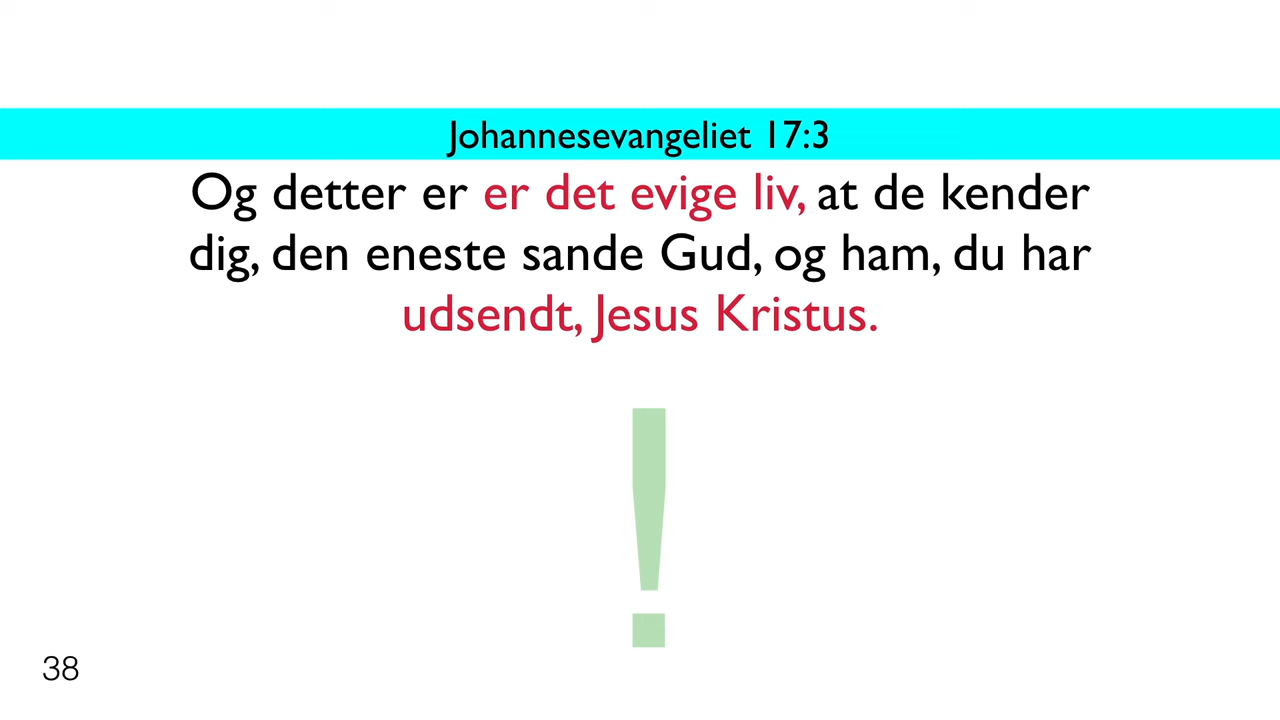 Johannesevangeliet 17:3
Og detter er er det evige liv, at de kender
dig, den eneste sande Gud, og ham, du har
udsendt, Jesus Kristus.
!
38